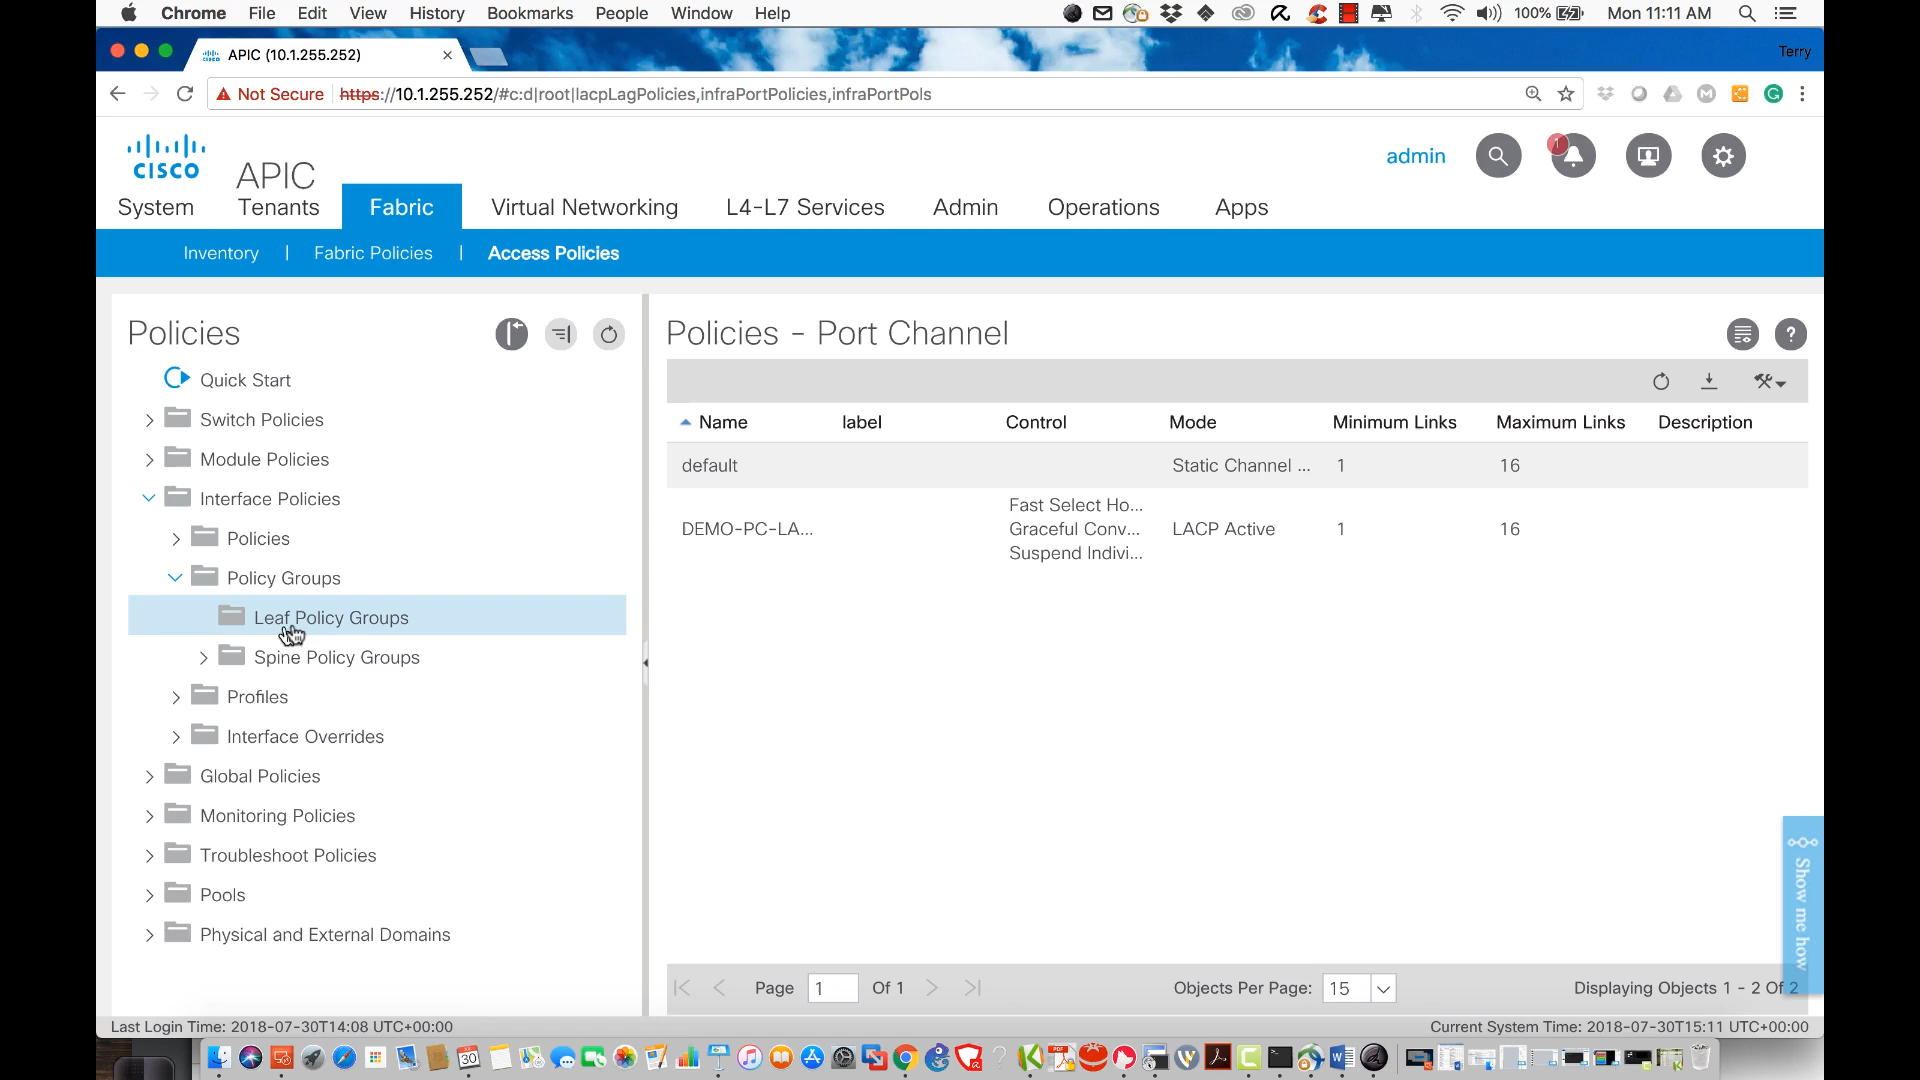 Chrome File Edit View History Bookmarks People Window Help 100% Mon 11:11 AM
APIC (10.1.255.252)
Terry
Not Secure https://10.1.255.252/#c:d|root|lacpLagPolicies,infraPortPolicies,infraPortPols
CISCO
APIC
admin
1
System Tenants Fabric Virtual Networking L4-L7 Services Admin Operations Apps
Inventory | Fabric Policies | Access Policies
Policies
Quick Start
Switch Policies
Module Policies
Interface Policies
Policies
Policy Groups
Leaf Policy Groups
Spine Policy Groups
Profiles
Interface Overrides
Global Policies
Monitoring Policies
Troubleshoot Policies
Pools
Physical and External Domains
Policies - Port Channel
Name label Control Mode Minimum Links Maximum Links Description
default Static Channel ... 1 16
Fast Select Ho...
DEMO-PC-LA... Graceful Conv... LACP Active 1 16
Suspend Indivi...
Show me how
Page 1 Of 1 Objects Per Page: 15 Displaying Objects 1 - 2 Of 2
Last Login Time: 2018-07-30T14:08 UTC+00:00 Current System Time: 2018-07-30T15:11 UTC+00:00
30